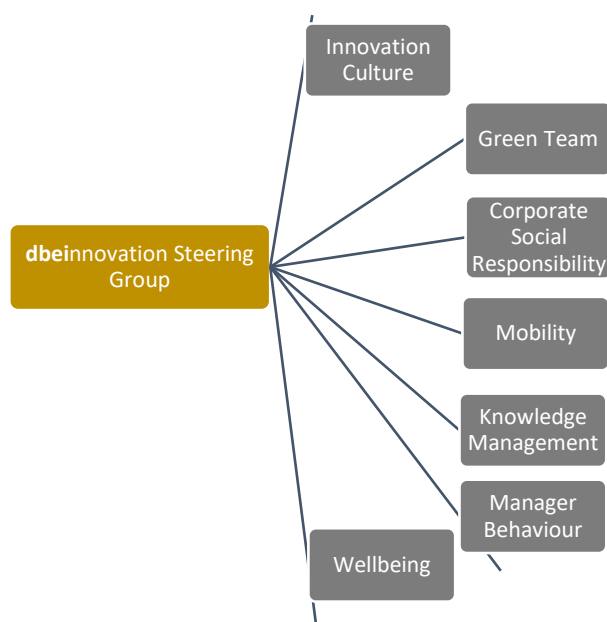 Innovation
Culture
Green Team
Corporate
Social
Responsibility
dbeinnovation Steering
Group
Mobility
Knowledge
Management
Manager
Behaviour
Wellbeing